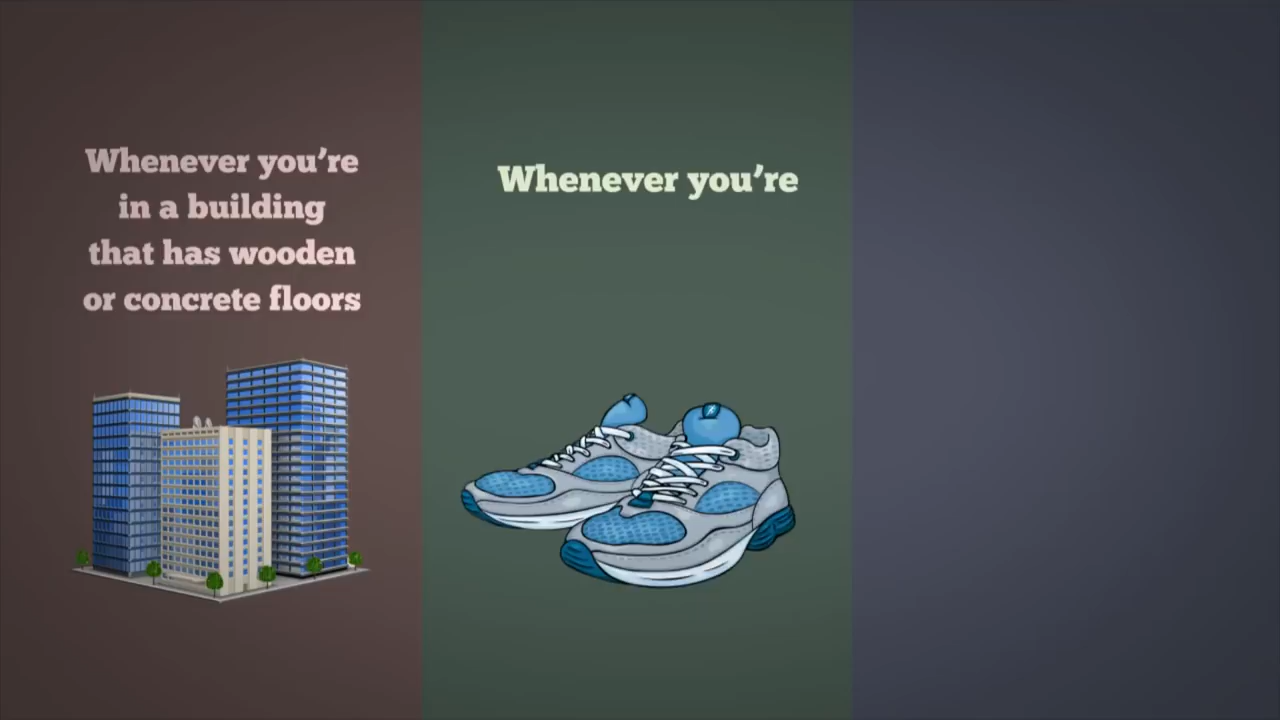 Whenever you’re
in a building
that has wooden
or concrete floors
Whenever you’re